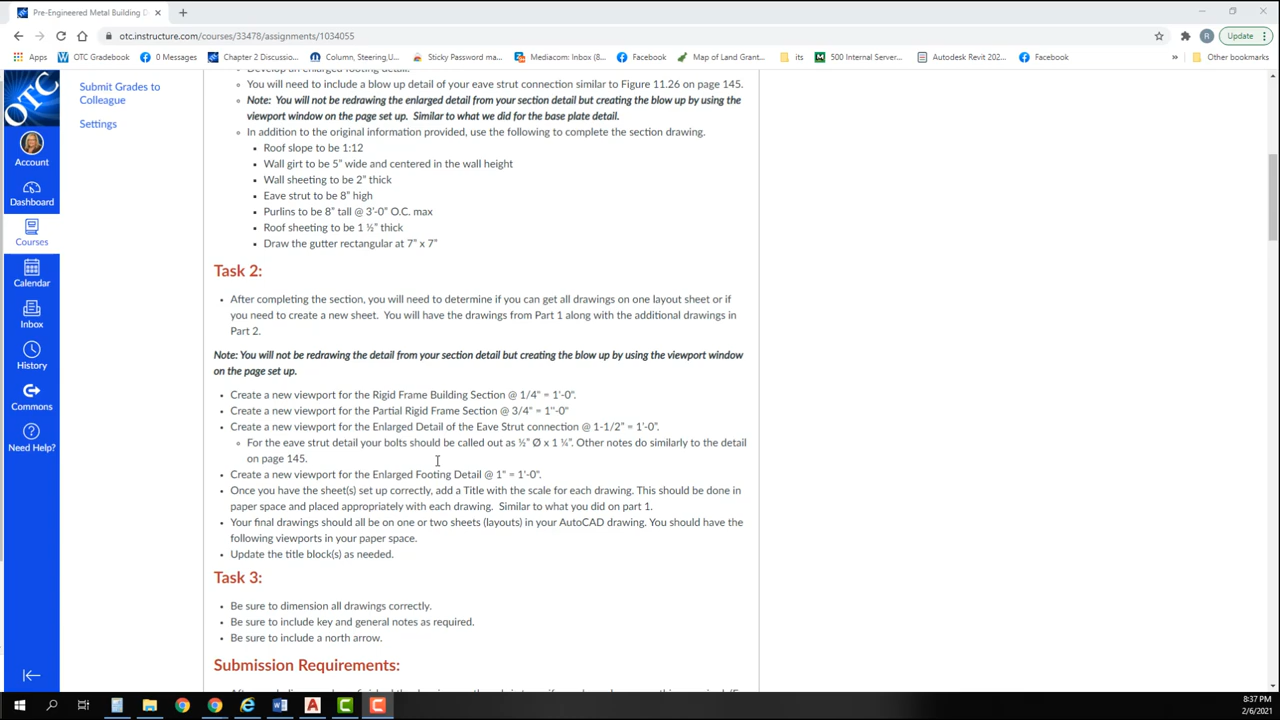 Pre-Engineered Metal Building D
otc.instructure.com/courses/33478/assignments/1034055
Update
Apps
OTC Gradebook
0 Messages
Chapter 2 Discussio...
Column, Steering,U...
Sticky Password ma...
Mediacom: Inbox (8...
Facebook
Map of Land Grant...
its
500 Internal Server...
Autodesk Revit 202...
Facebook
»
Other bookmarks
OTC
Account
Dashboard
Courses
Calendar
Inbox
History
Commons
Need Help?
Submit Grades to
Colleague
Settings
Develop an enlarged footing detail.
You will need to include a blow up detail of your eave strut connection similar to Figure 11.26 on page 145.
Note: You will not be redrawing the enlarged detail from your section detail but creating the blow up by using the
viewport window on the page set up. Similar to what we did for the base plate detail.
In addition to the original information provided, use the following to complete the section drawing.
Roof slope to be 1:12
Wall girt to be 5" wide and centered in the wall height
Wall sheeting to be 2" thick
Eave strut to be 8" high
Purlins to be 8" tall @ 3'-0" O.C. max
Roof sheeting to be 1 ½" thick
Draw the gutter rectangular at 7" x 7"
Task 2:
After completing the section, you will need to determine if you can get all drawings on one layout sheet or if
you need to create a new sheet. You will have the drawings from Part 1 along with the additional drawings in
Part 2.
Note: You will not be redrawing the detail from your section detail but creating the blow up by using the viewport window
on the page set up.
Create a new viewport for the Rigid Frame Building Section @ 1/4" = 1'-0".
Create a new viewport for the Partial Rigid Frame Section @ 3/4" = 1"-0"
Create a new viewport for the Enlarged Detail of the Eave Strut connection @ 1-1/2" = 1'-0".
For the eave strut detail your bolts should be called out as ½" Ø x 1 ¼". Other notes do similarly to the detail
on page 145.
Create a new viewport for the Enlarged Footing Detail @ 1" = 1'-0".
Once you have the sheet(s) set up correctly, add a Title with the scale for each drawing. This should be done in
paper space and placed appropriately with each drawing. Similar to what you did on part 1.
Your final drawings should all be on one or two sheets (layouts) in your AutoCAD drawing. You should have the
following viewports in your paper space.
Update the title block(s) as needed.
Task 3:
Be sure to dimension all drawings correctly.
Be sure to include key and general notes as required.
Be sure to include a north arrow.
Submission Requirements:
8:37 PM
2/6/2021